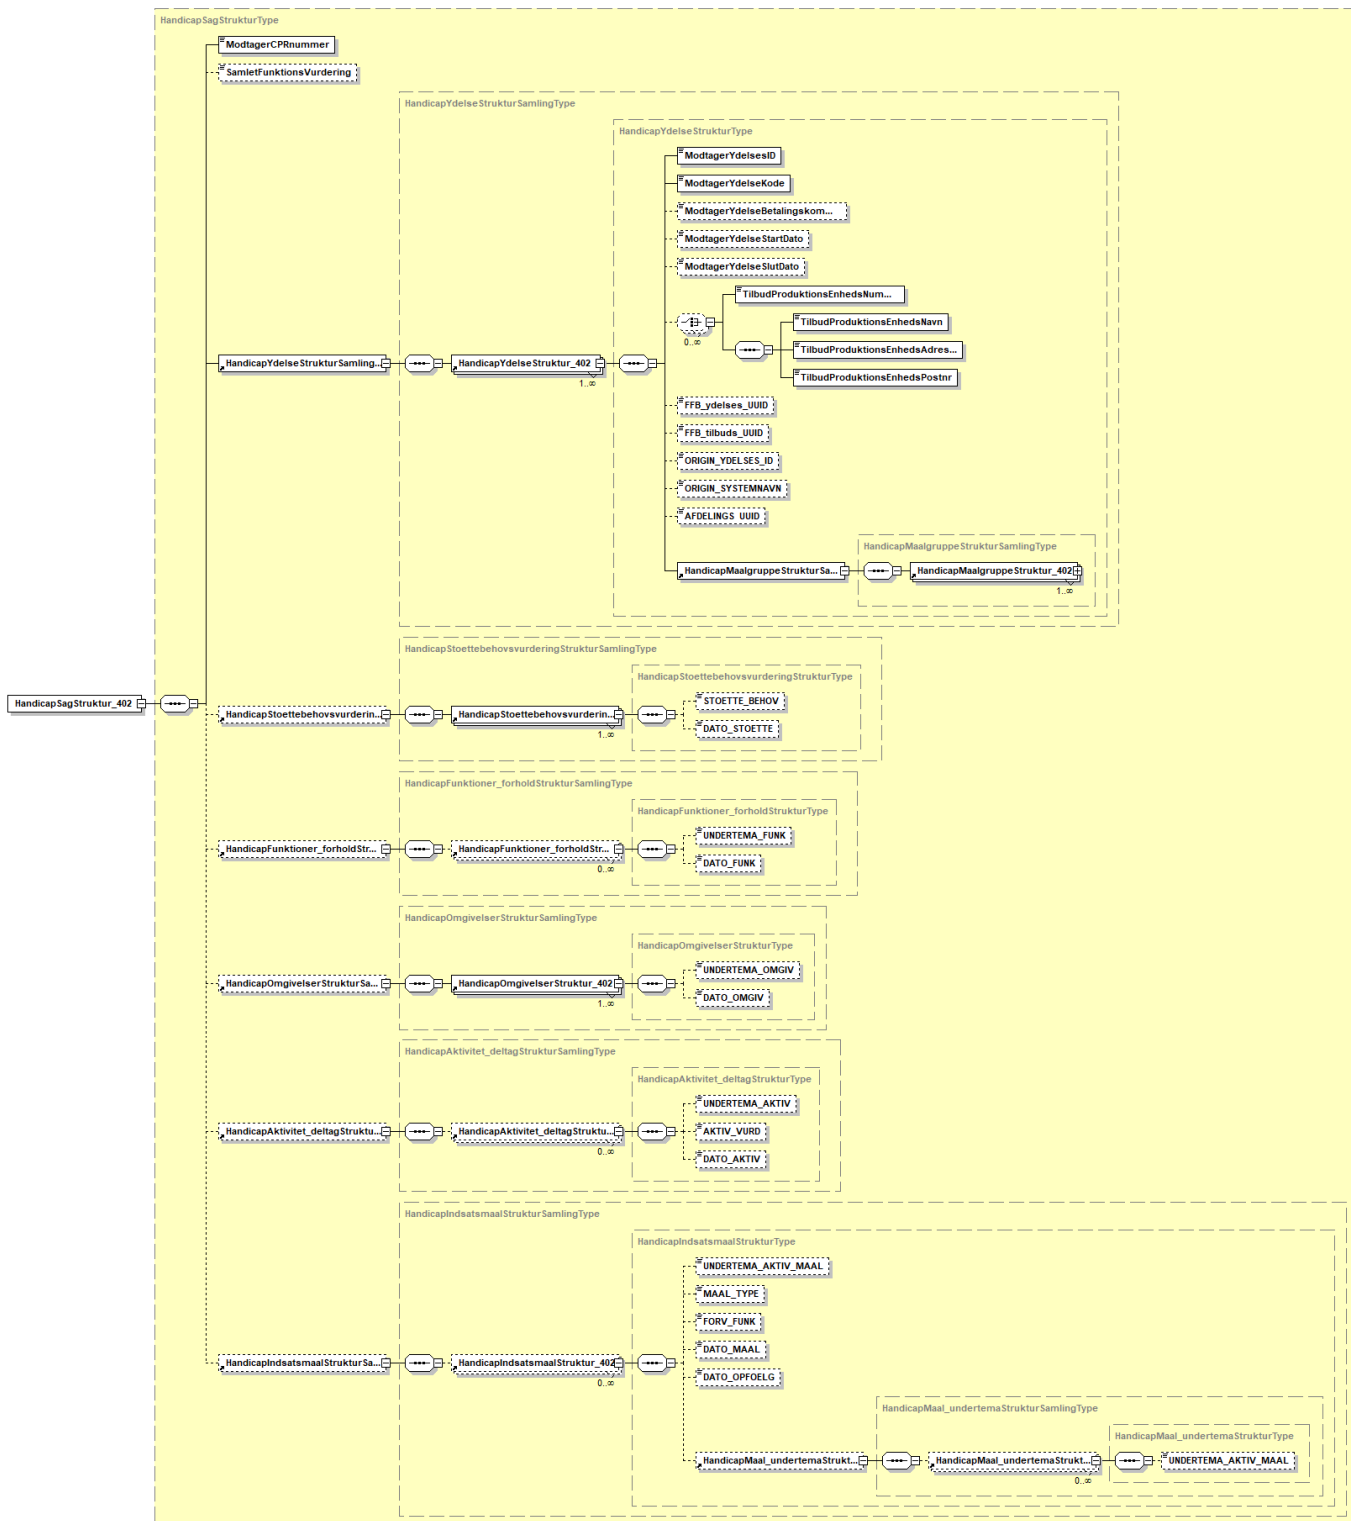 HandicapSagStrukturType
ModtagerCPRnummer
SamletFunktionsVurdering
HandicapYdelseStrukturSamlingType
HandicapYdelseStrukturType
ModtagerYdelsesID
ModtagerYdelseKode
ModtagerYdelseBetalingskom...
ModtagerYdelseStartDato
ModtagerYdelseSlutDato
TilbudProduktionsEnhedsNum...
0..∞
TilbudProduktionsEnhedsNavn
TilbudProduktionsEnhedsAdres...
TilbudProduktionsEnhedsPostnr
HandicapYdelseStrukturSamling...
HandicapYdelseStruktur_402
1..∞
FFB_ydelses_UUID
FFB_tilbuds_UUID
ORIGIN_YDELSES_ID
ORIGIN_SYSTEMNAVN
AFDELINGS_UUID
HandicapMaalgruppeStrukturSamlingType
HandicapMaalgruppeStrukturSa...
HandicapMaalgruppeStruktur_402
1..∞
HandicapStoettebehovsvurderingStrukturSamlingType
HandicapStoettebehovsvurderingStrukturType
HandicapSagStruktur_402
HandicapStoettebehovsvurderin...
HandicapStoettebehovsvurderin...
1..∞
STOETTE_BEHOV
DATO_STOETTE
HandicapFunktioner_forholdStrukturSamlingType
HandicapFunktioner_forholdStrukturType
HandicapFunktioner_forholdStr...
HandicapFunktioner_forholdStr...
0..∞
UNDERTEMA_FUNK
DATO_FUNK
HandicapOmgivelserStrukturSamlingType
HandicapOmgivelserStrukturType
HandicapOmgivelserStrukturSa...
HandicapOmgivelserStruktur_402
1..∞
UNDERTEMA_OMGIV
DATO_OMGIV
HandicapAktivitet_deltagStrukturSamlingType
HandicapAktivitet_deltagStrukturType
HandicapAktivitet_deltagStruktu...
HandicapAktivitet_deltagStruktu...
0..∞
UNDERTEMA_AKTIV
AKTIV_VURD
DATO_AKTIV
HandicapIndsatsmaalStrukturSamlingType
HandicapIndsatsmaalStrukturType
UNDERTEMA_AKTIV_MAAL
MAAL_TYPE
FORV_FUNK
DATO_MAAL
DATO_OPFOELG
HandicapIndsatsmaalStrukturSa...
HandicapIndsatsmaalStruktur_402
0..∞
HandicapMaal_undertemaStrukturSamlingType
HandicapMaal_undertemaStrukturType
HandicapMaal_undertemaStrukt...
HandicapMaal_undertemaStrukt...
0..∞
UNDERTEMA_AKTIV_MAAL